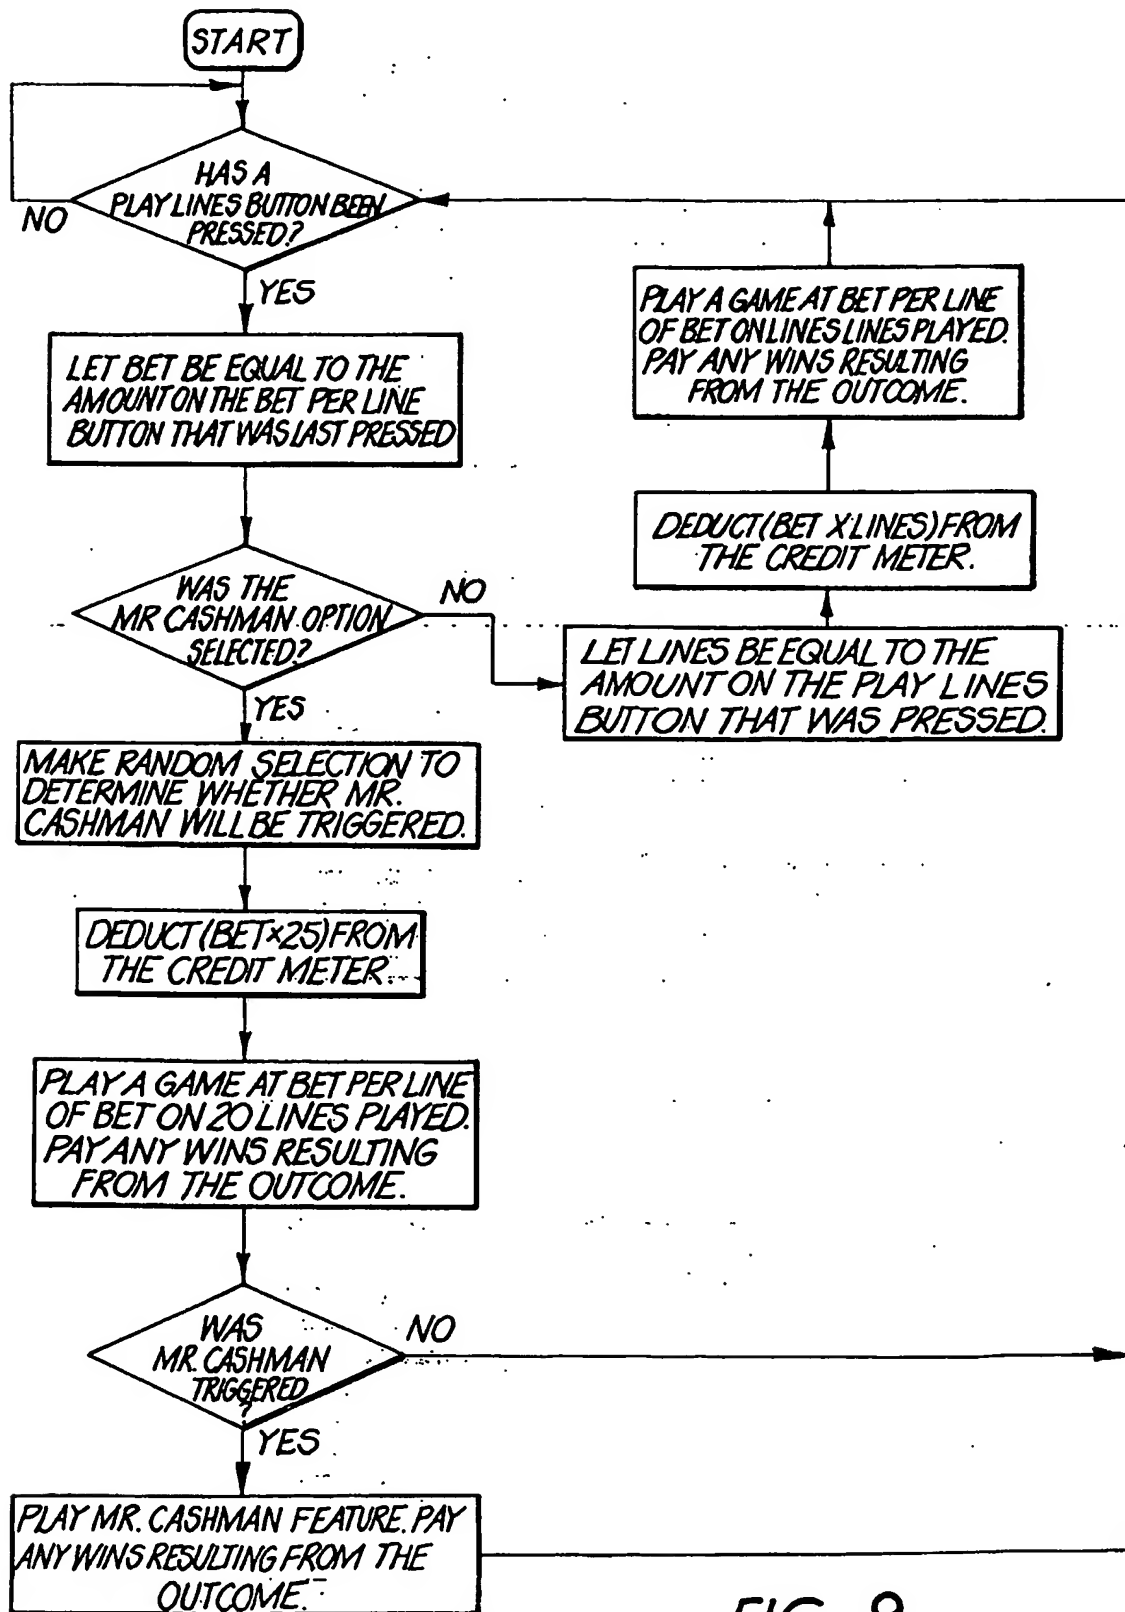 START
HAS A
PLAY LINES BUTTON BEEN
PRESSED?
NO
YES
LET BET BE EQUAL TO THE
AMOUNT ON THE BET PER LINE
BUTTON THAT WAS LAST PRESSED
WAS THE
MR CASHMAN OPTION
SELECTED?
NO
YES
LET LINES BE EQUAL TO THE
AMOUNT ON THE PLAY LINES
BUTTON THAT WAS PRESSED.
DEDUCT (BET X LINES) FROM
THE CREDIT METER.
PLAY A GAME AT BET PER LINE
OF BET ON LINES LINES PLAYED.
PAY ANY WINS RESULTING
FROM THE OUTCOME.
MAKE RANDOM SELECTION TO
DETERMINE WHETHER MR.
CASHMAN WILL BE TRIGGERED.
DEDUCT (BET×25) FROM
THE CREDIT METER.
PLAY A GAME AT BET PER LINE
OF BET ON 20 LINES PLAYED.
PAY ANY WINS RESULTING
FROM THE OUTCOME.
WAS
MR. CASHMAN
TRIGGERED
?
NO
YES
PLAY MR. CASHMAN FEATURE. PAY
ANY WINS RESULTING FROM THE
OUTCOME.